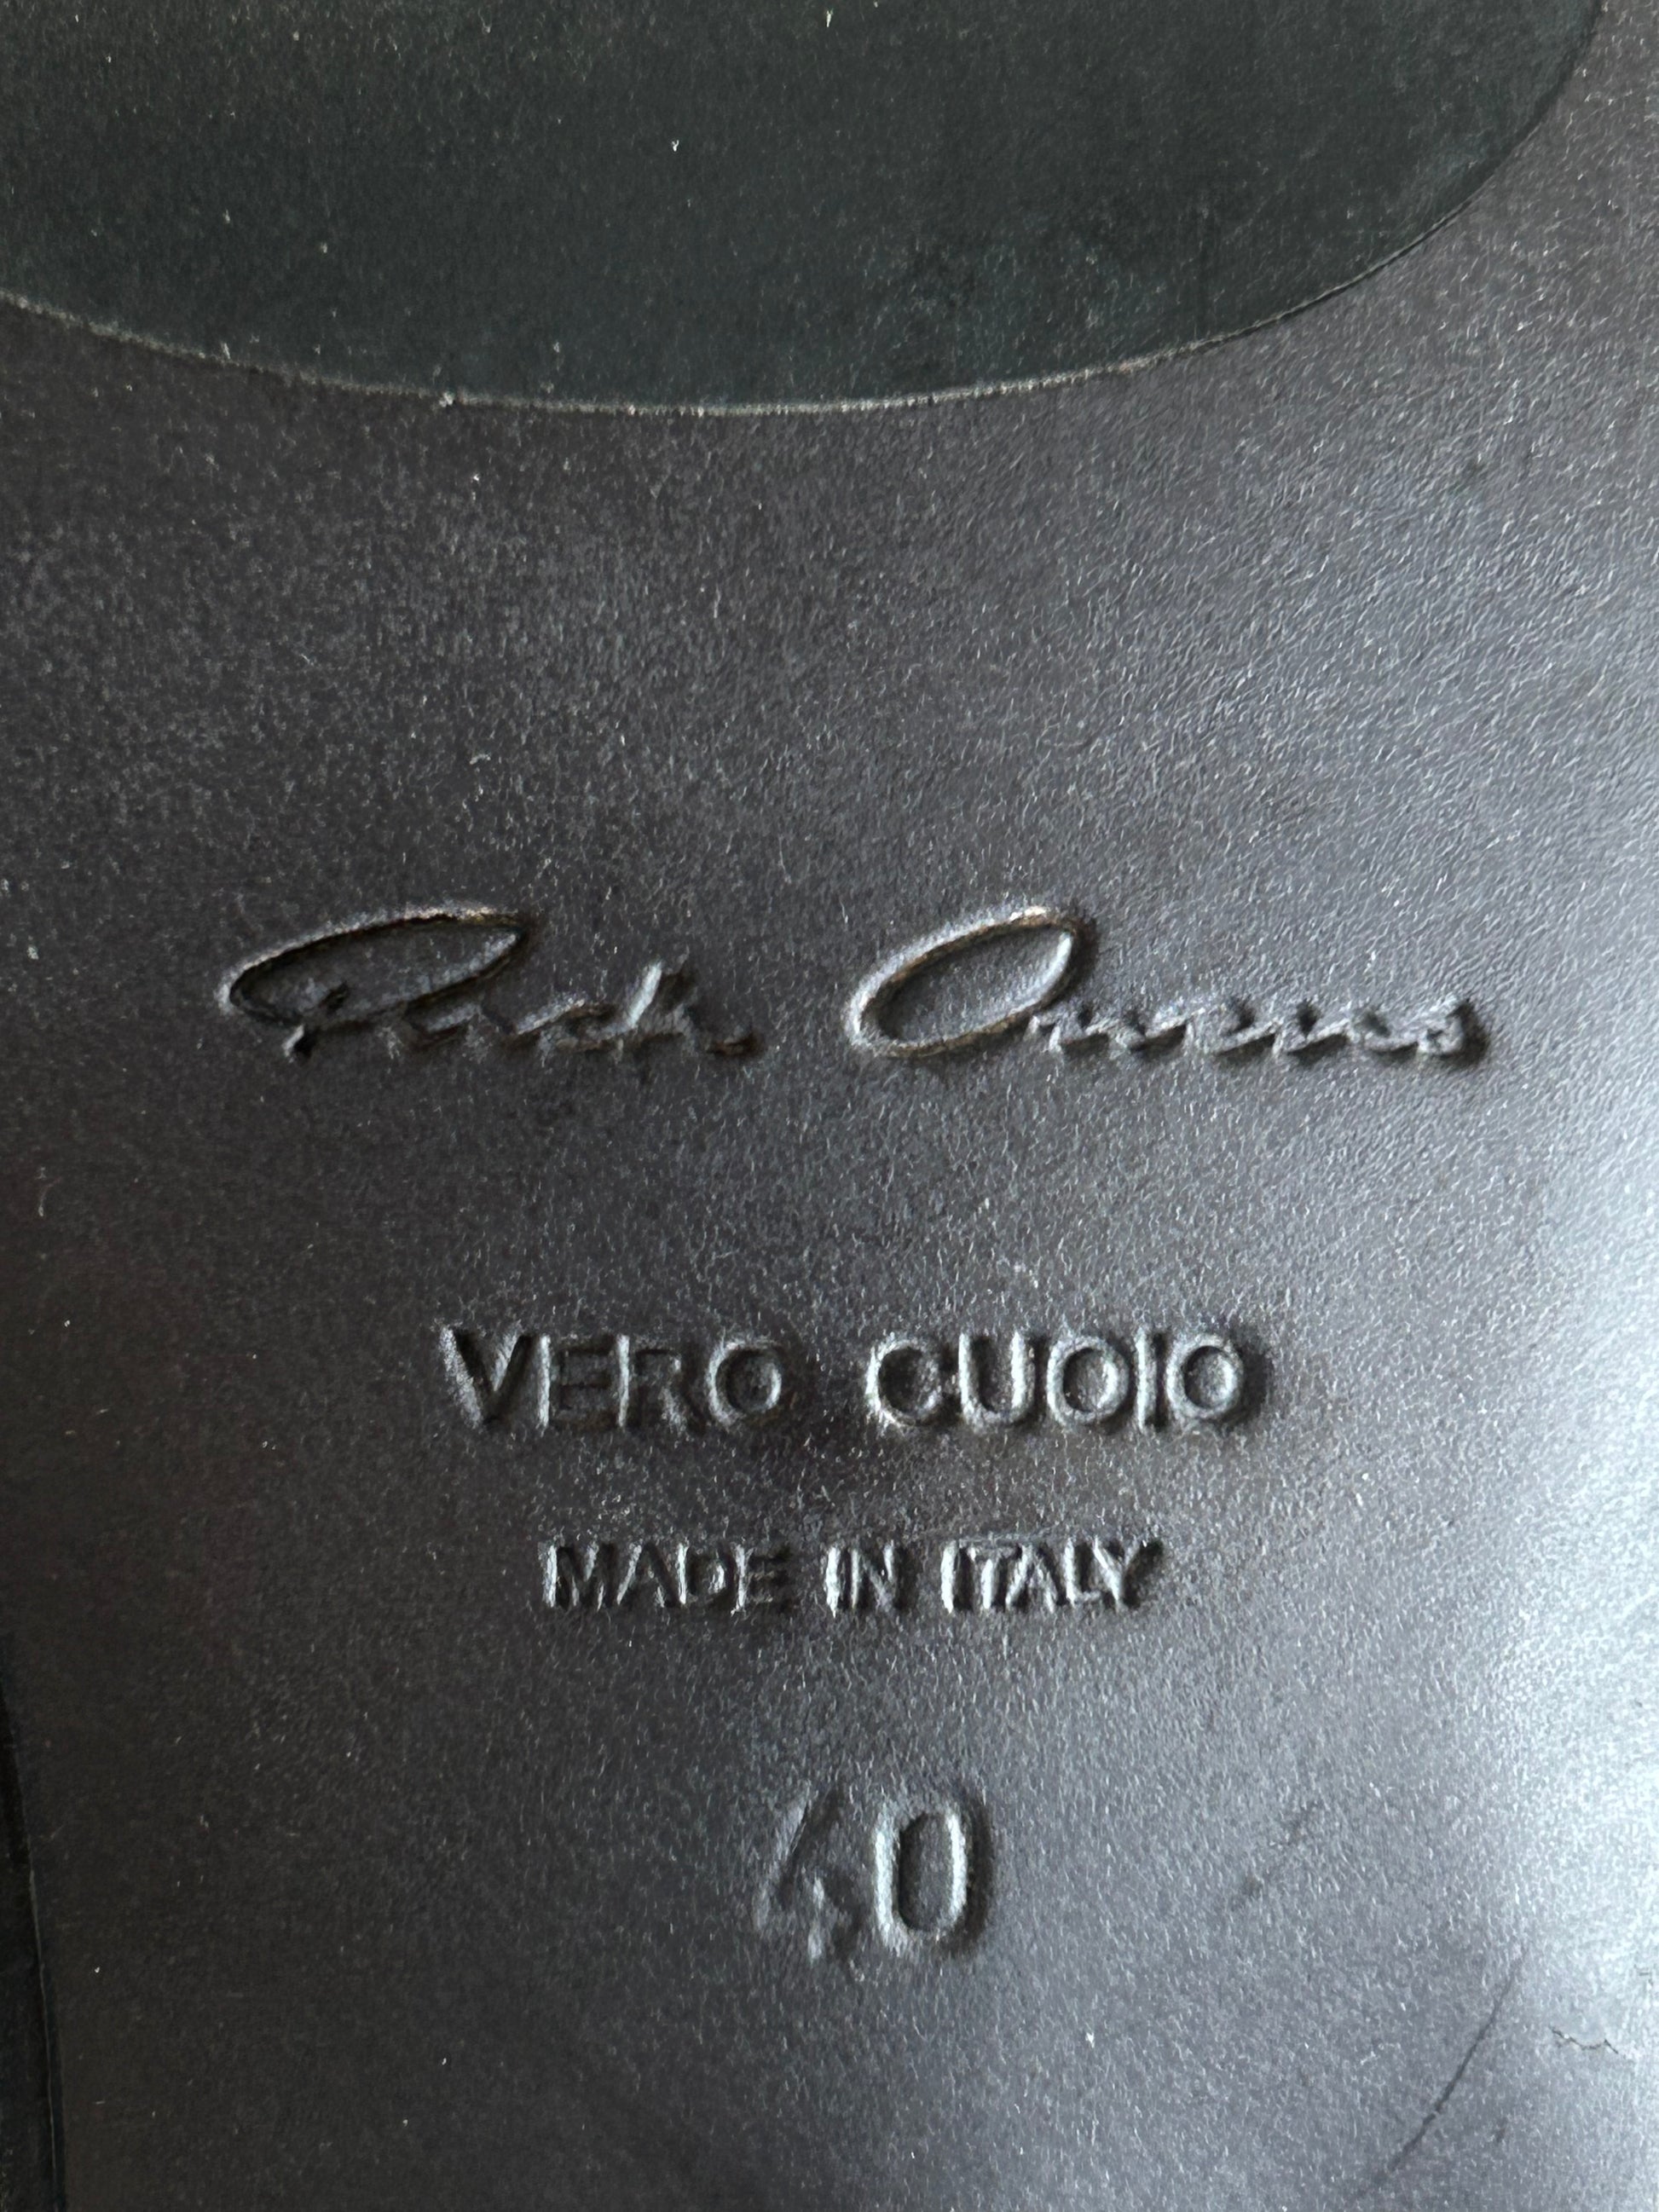 Rick Owens
VERO CUOIO
MADE IN ITALY
40